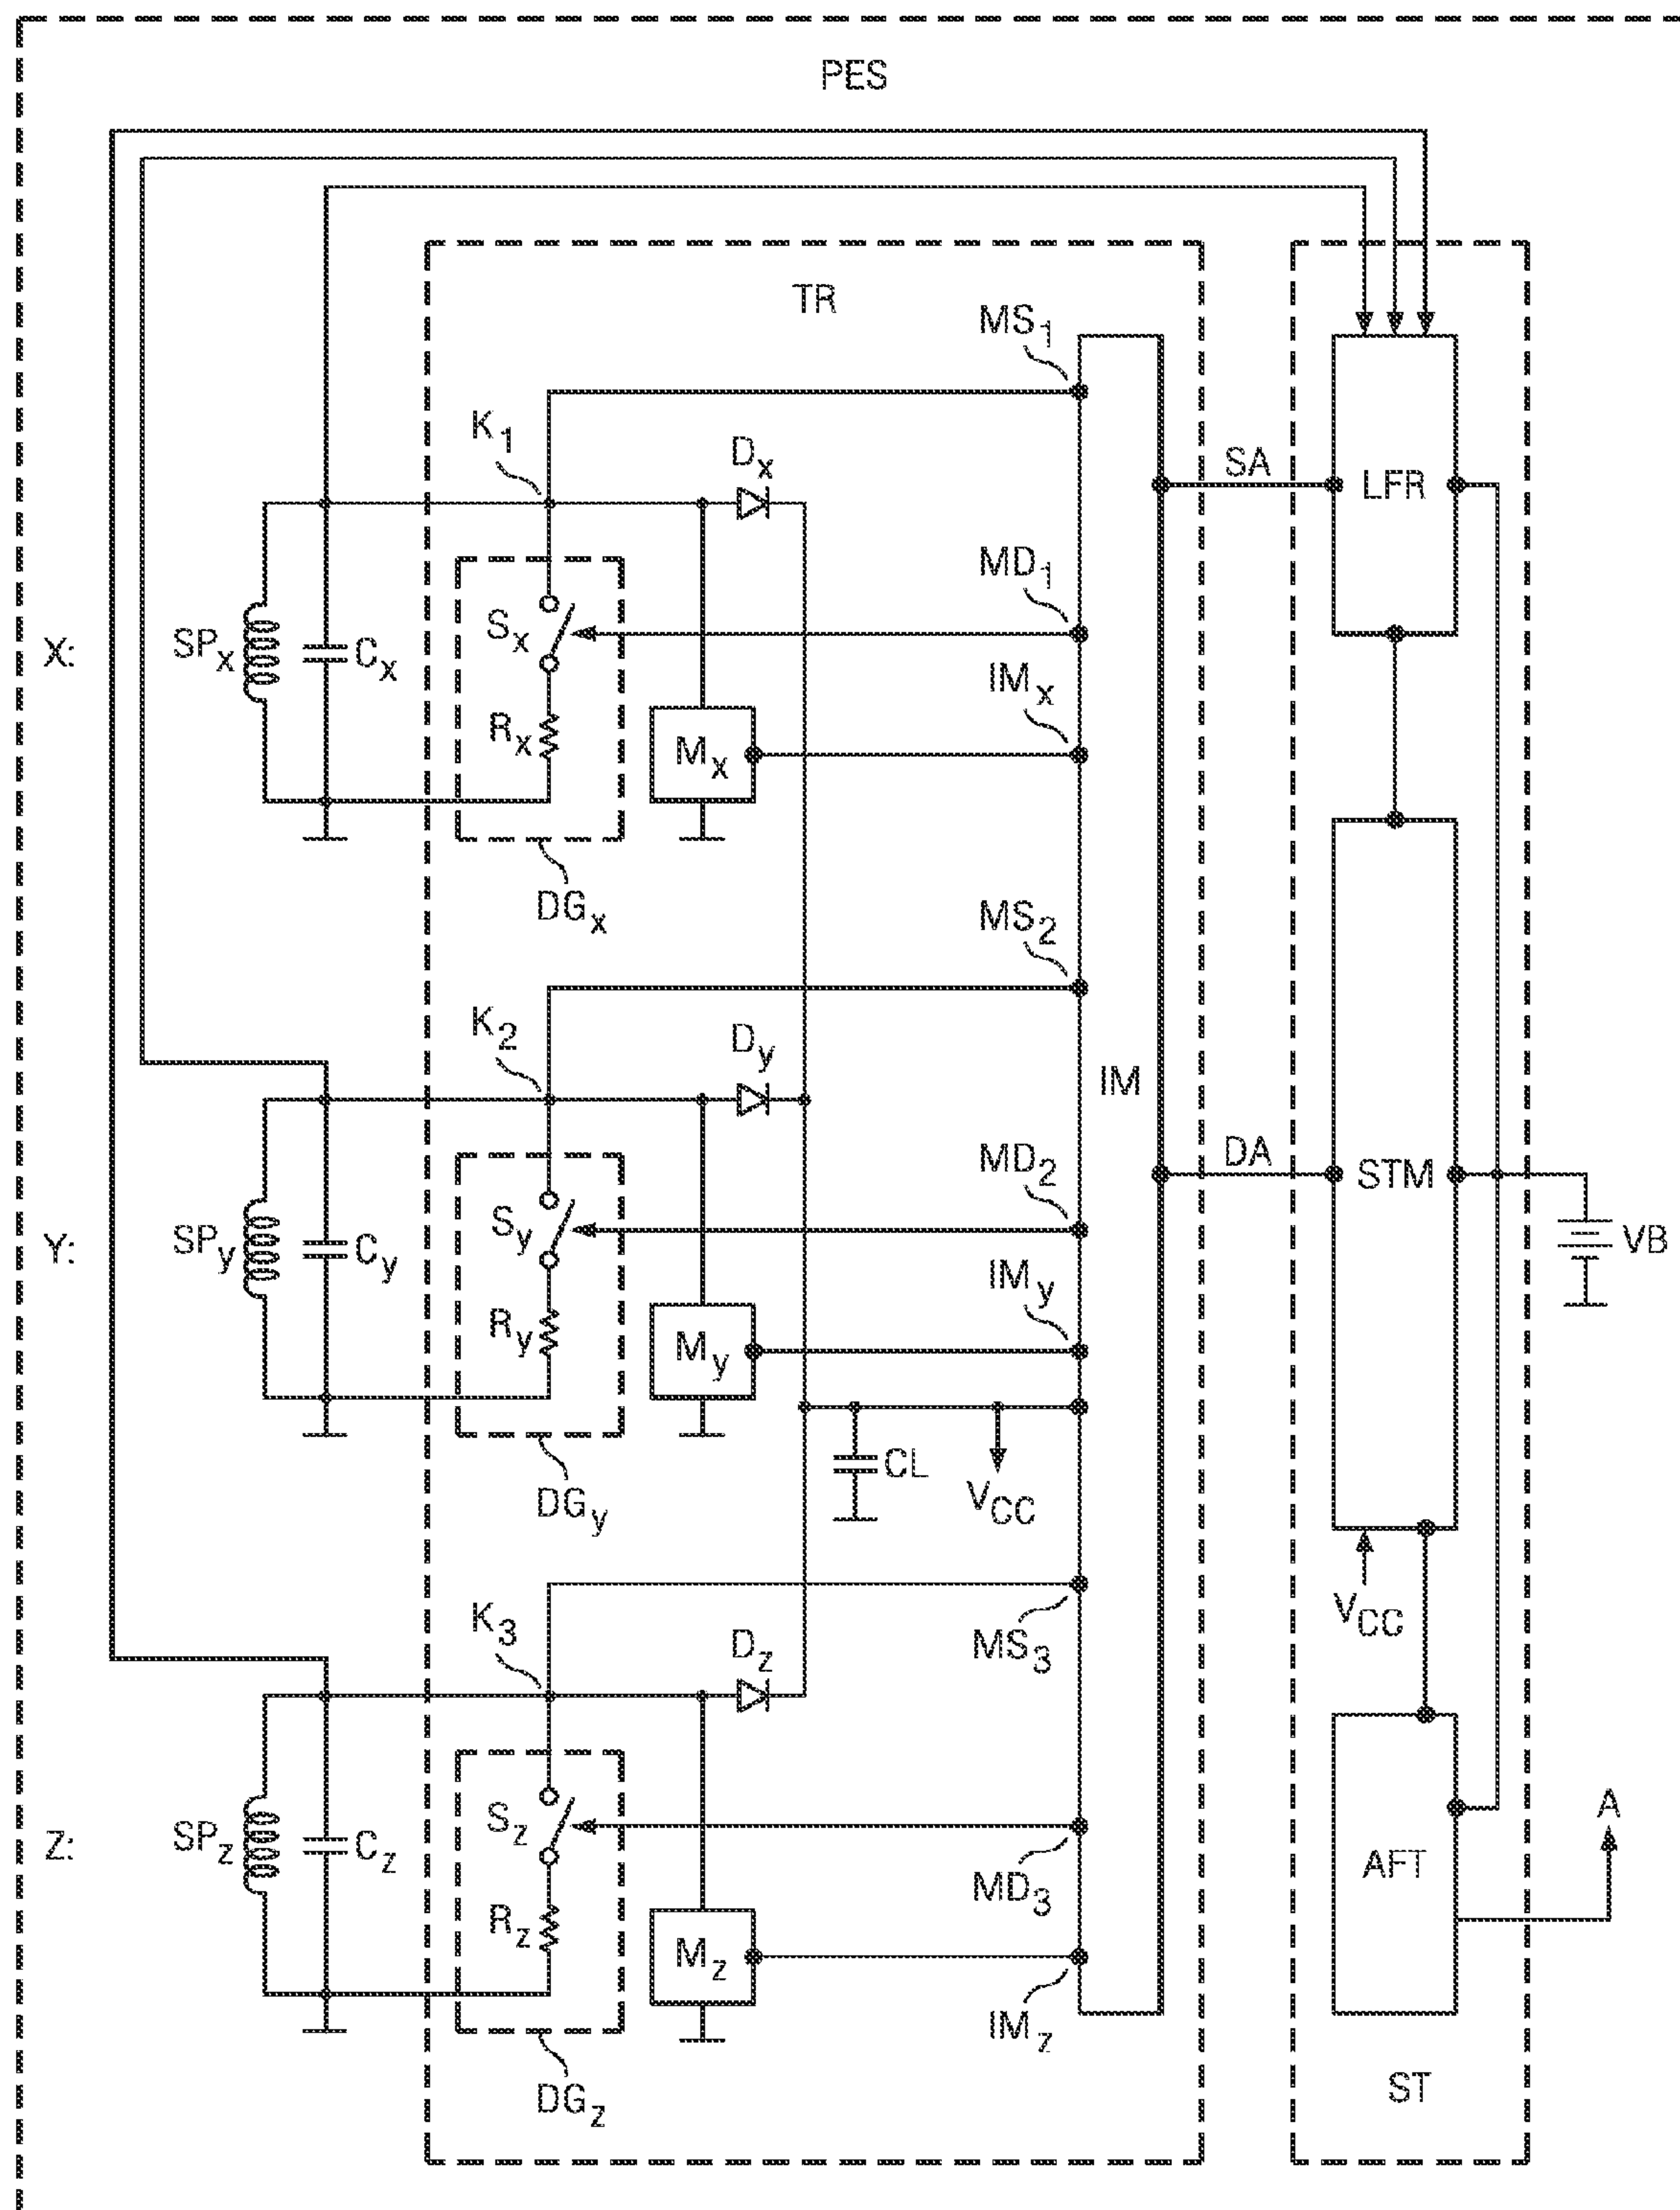 PES
TR
MS1
K1
Dx
SA
LFR
MD1
Sx
X:
SPx
Cx
IMx
Rx
Mx
DGx
MS2
K2
Dy
IM
DA
STM
MD2
Sy
Y:
SPy
Cy
VB
IMy
Ry
My
CL
VCC
DGy
VCC
K3
Dz
MS3
Sz
Z:
SPz
Cz
A
AFT
MD3
Rz
Mz
IMz
DGz
ST